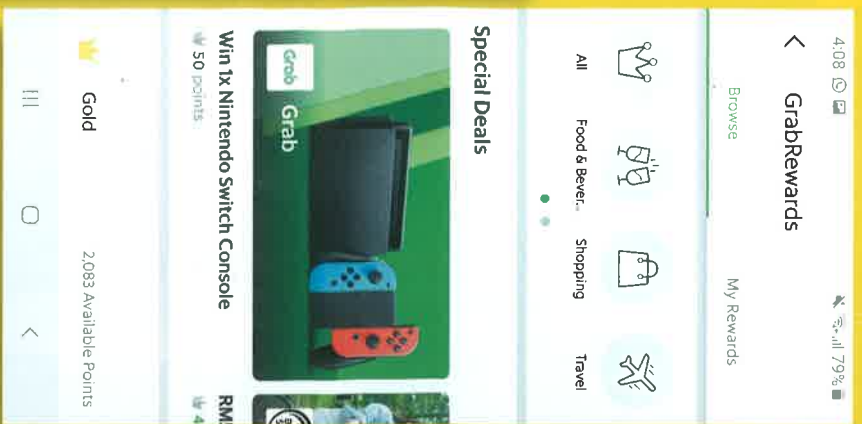 4:08 79%
GrabRewards
Browse My Rewards
All Food & Bever... Shopping Travel
Special Deals
Grab Grab
Win 1x Nintendo Switch Console RM
50 points 4
Gold 2,083 Available Points